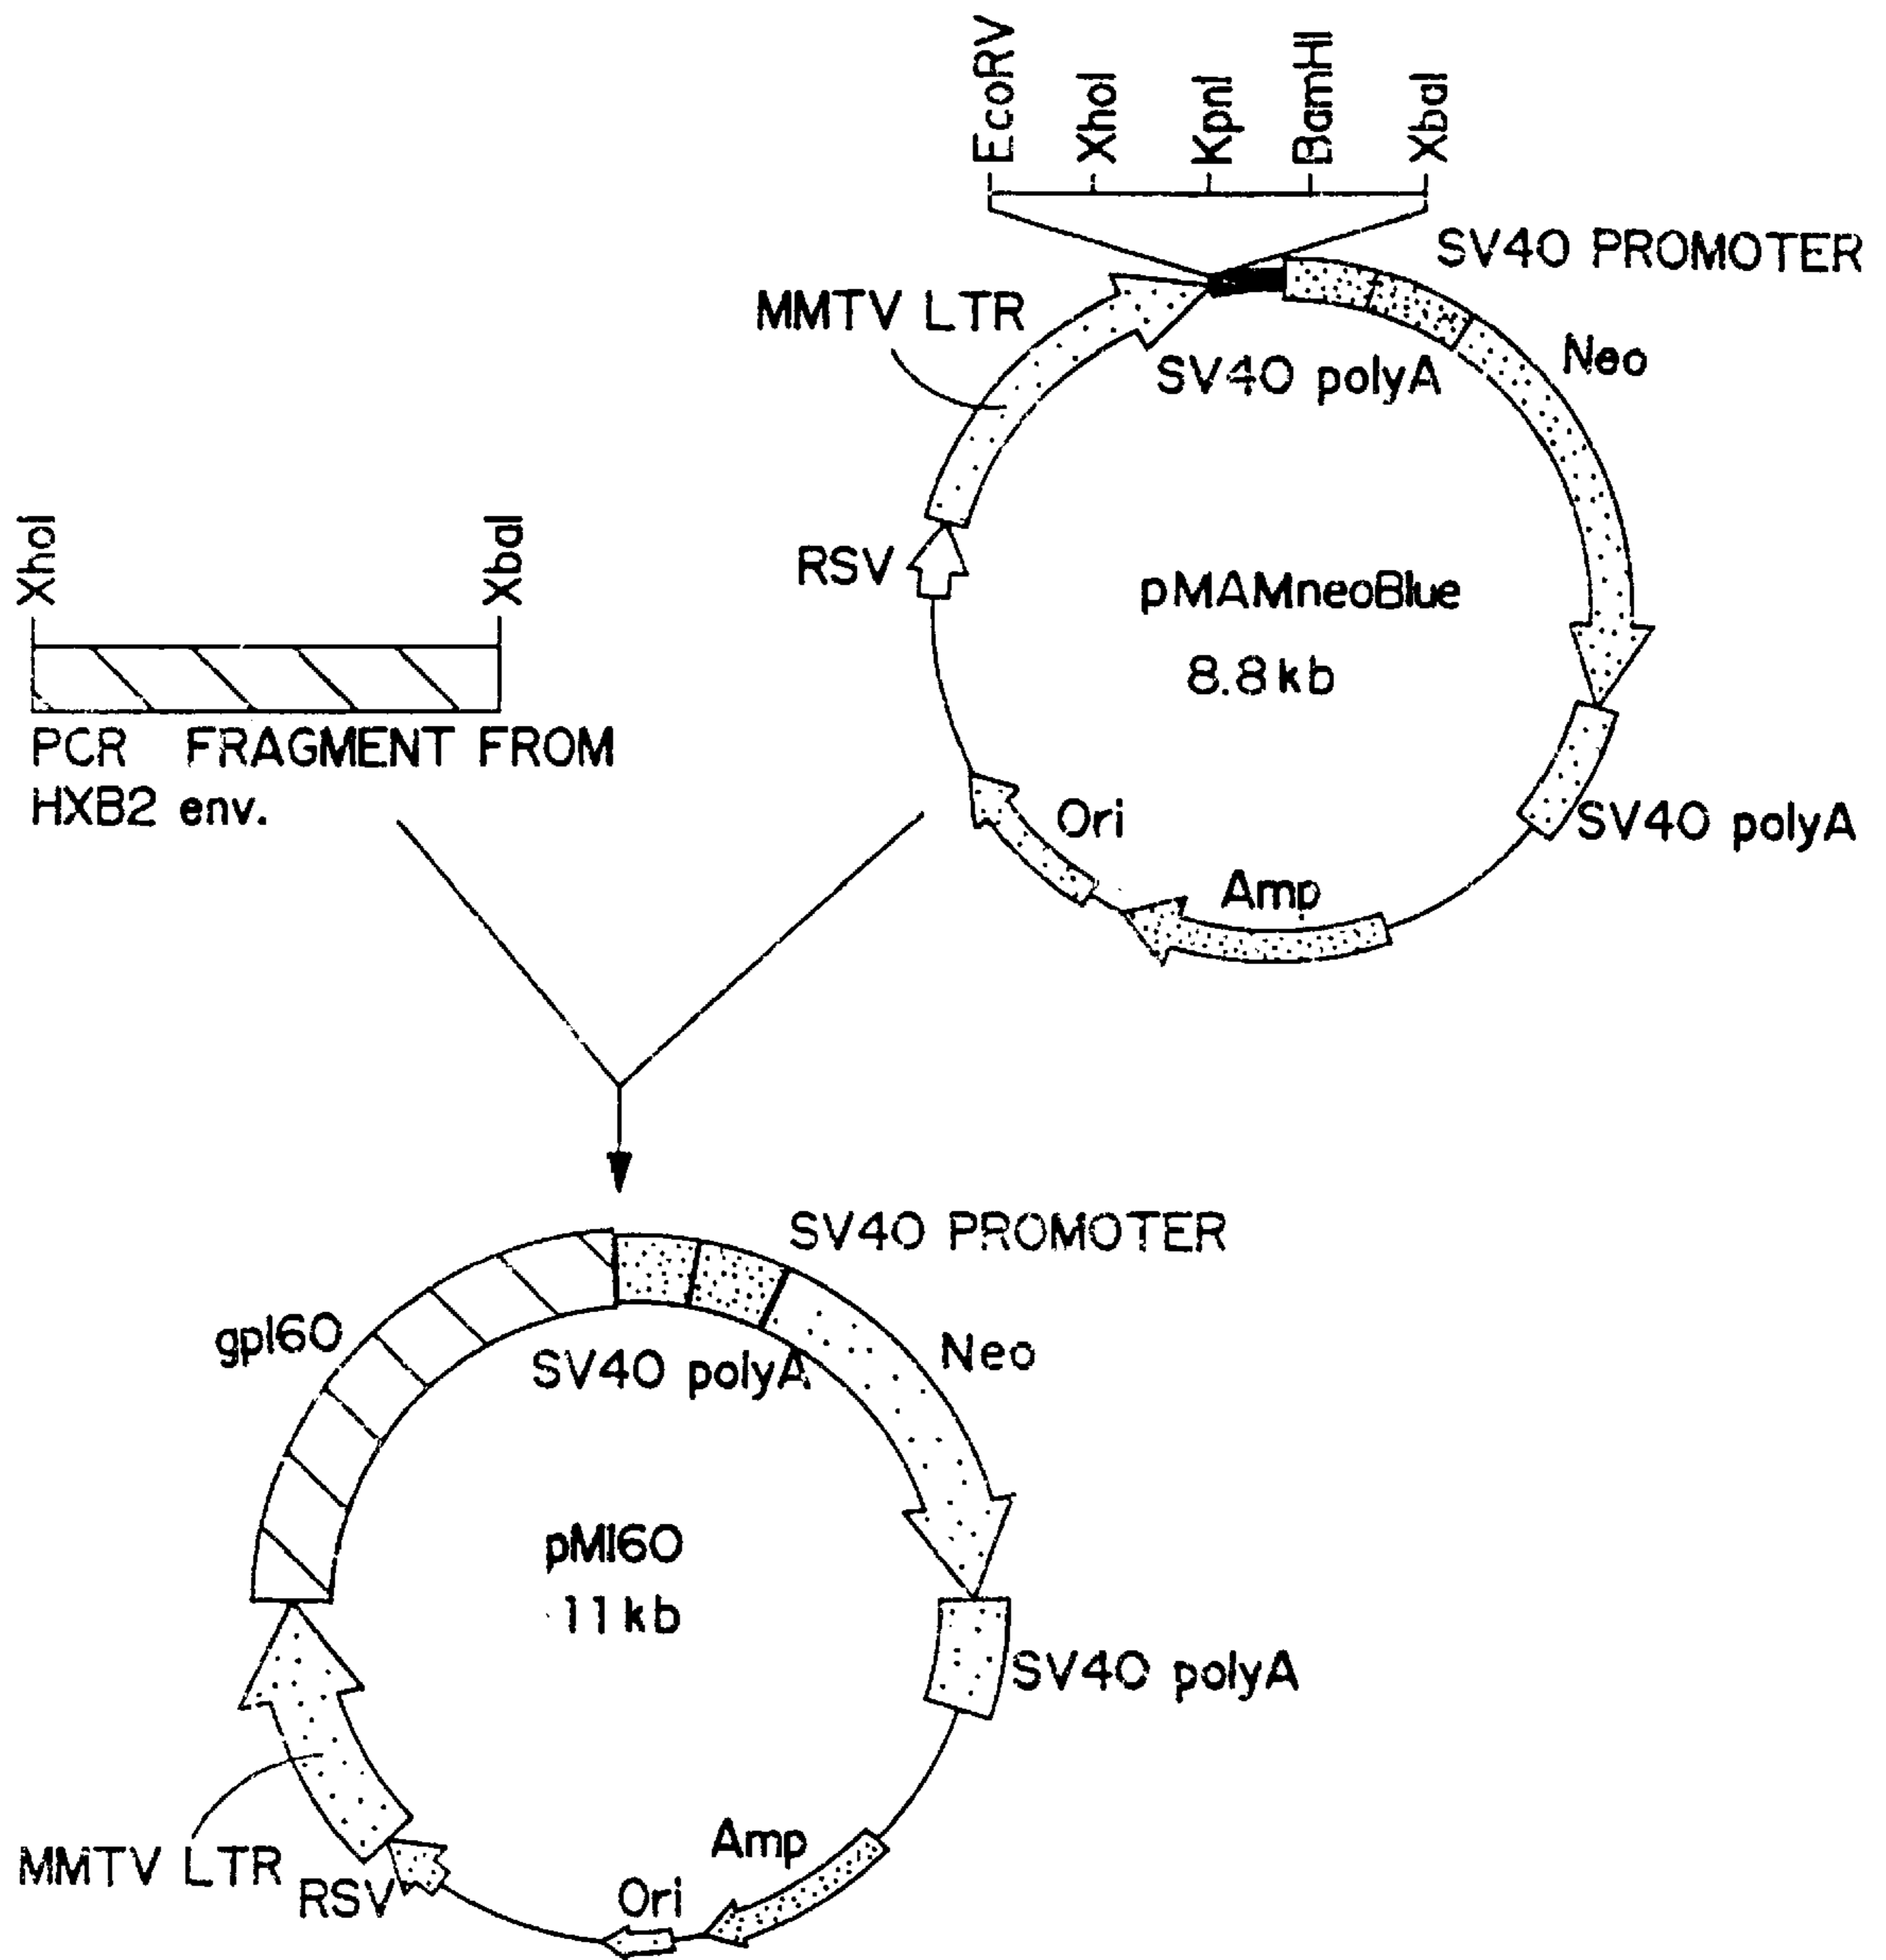 EcoRV
XhoI
KpnI
BamHI
XbaI
SV40 PROMOTER
MMTV LTR
SV40 polyA
Neo
RSV
pMAMneoBlue
8.8 kb
XhoI
XbaI
PCR FRAGMENT FROM
HXB2 env.
Ori
SV40 polyA
Amp
SV40 PROMOTER
gp160
SV40 polyA
Neo
pM160
11 kb
SV40 polyA
MMTV LTR
RSV
Ori
Amp